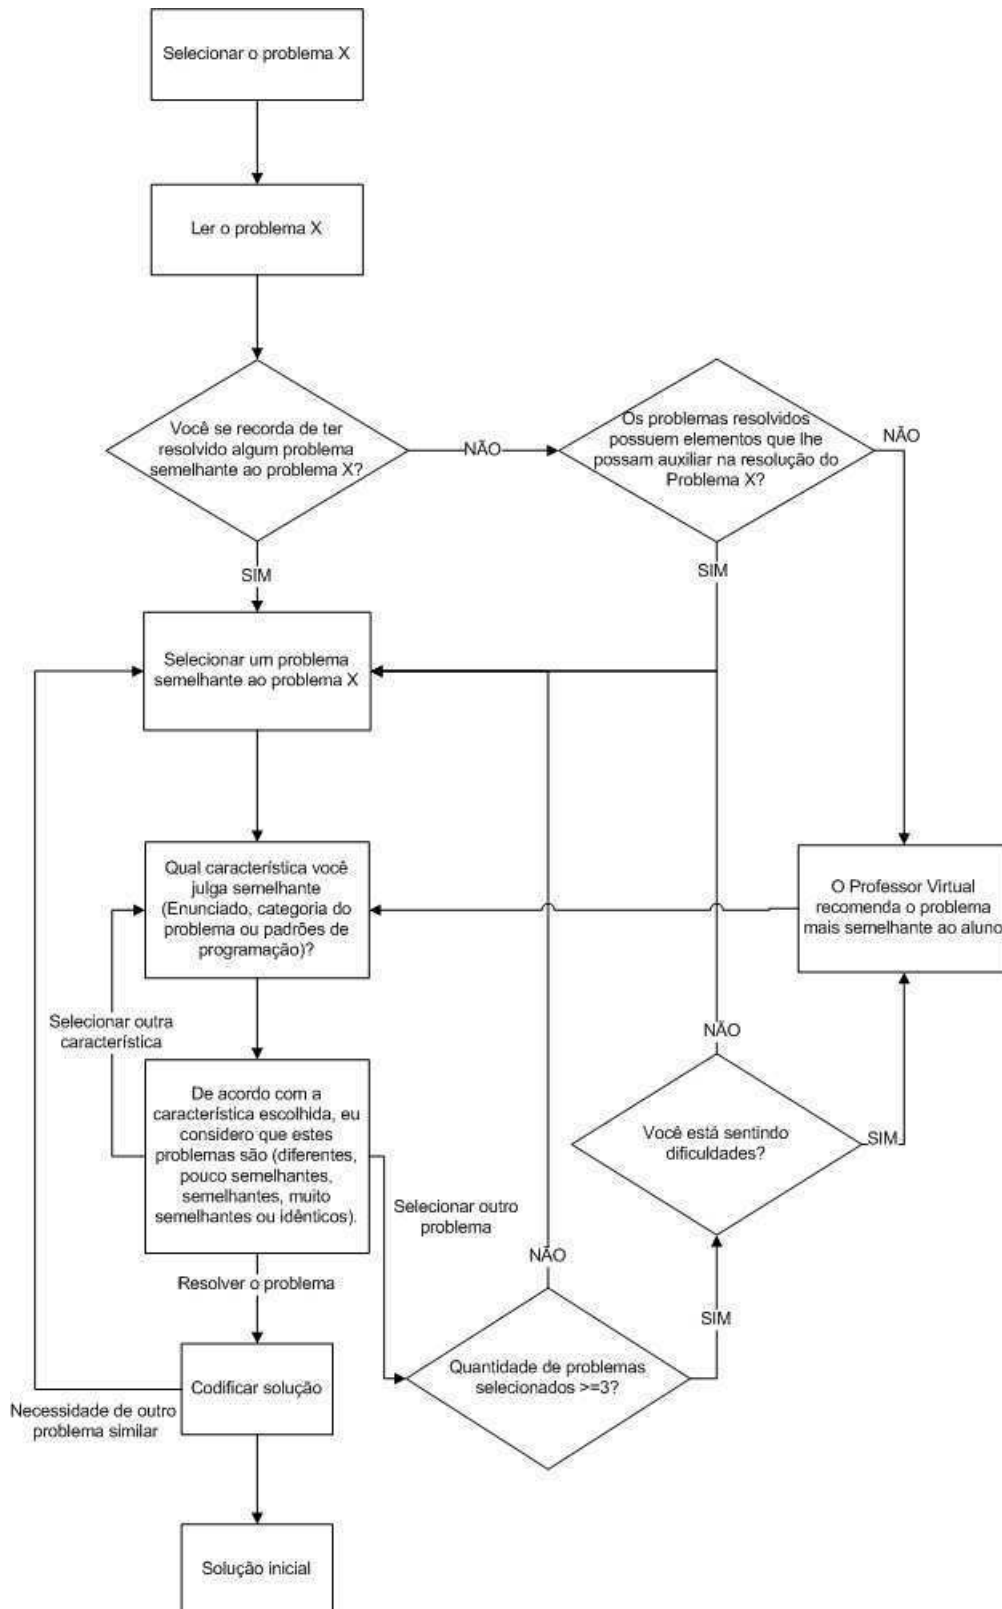 Selecionar o problema X
Ler o problema X
Você se recorda de ter
resolvido algum problema
semelhante ao problema X?
NÃO
Os problemas resolvidos
possuem elementos que lhe
possam auxiliar na resolução do
Problema X?
NÃO
SIM
SIM
Selecionar um problema
semelhante ao problema X
Qual característica você
julga semelhante
(Enunciado, categoria do
problema ou padrões de
programação)?
O Professor Virtual
recomenda o problema
mais semelhante ao aluno
Selecionar outra
característica
De acordo com a
característica escolhida, eu
considero que estes
problemas são (diferentes,
pouco semelhantes,
semelhantes, muito
semelhantes ou idênticos).
NÃO
Você está sentindo
dificuldades?
SIM
Selecionar outro
problema
NÃO
Resolver o problema
SIM
Quantidade de problemas
selecionados >=3?
Codificar solução
Necessidade de outro
problema similar
Solução inicial